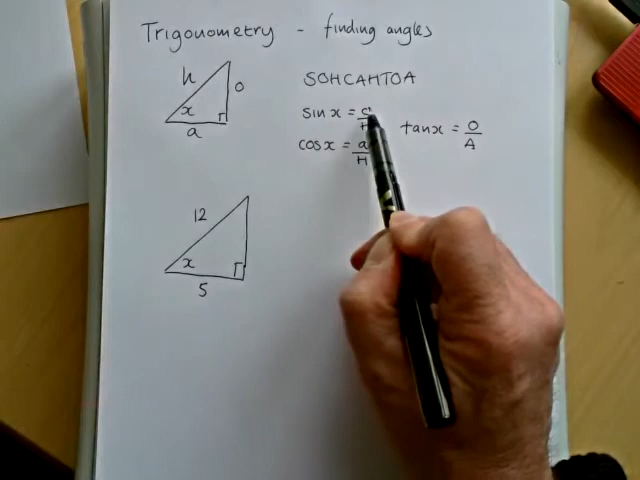 Trigonometry - finding angles
h
o
x
a
SOHCAHTOA
sin x =
cos x = a/H
tan x = O/A
12
x
5